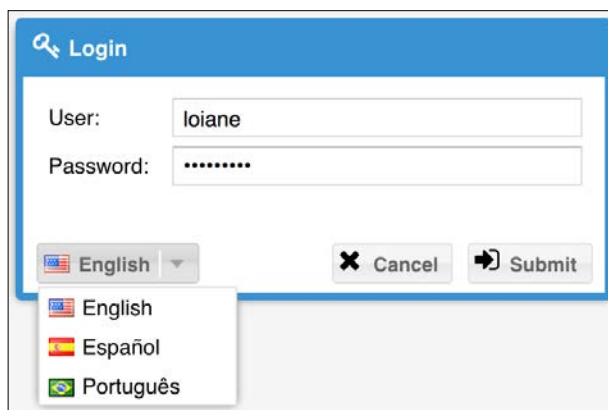 Login
User: loiane
Password: •••••••••
English Cancel Submit
English
Español
Português